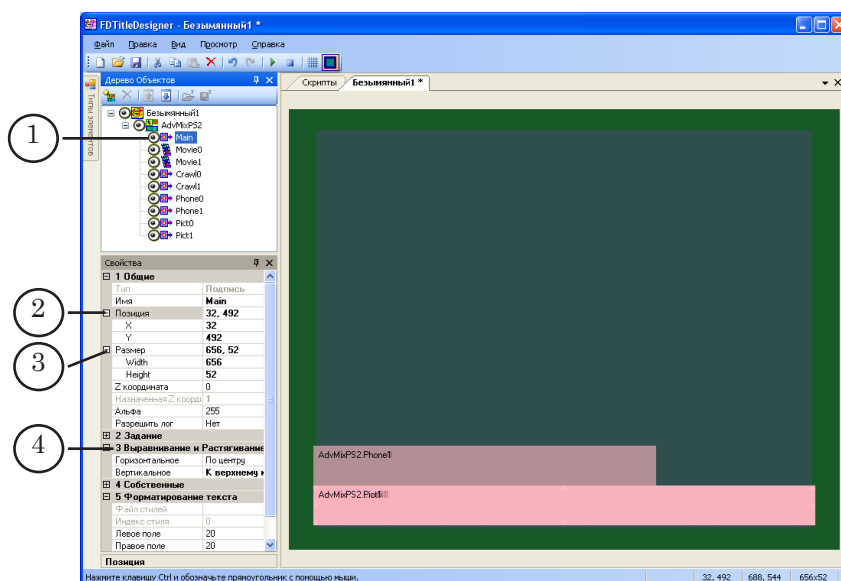 FDTitleDesigner - Безымянный1 *
Файл Правка Вид Просмотр Справка
Дерево Объектов
Скрипты Безымянный1 *
Типы элементов
Безымянный1
AdvMixPS2
1
Main
Movie0
Movie1
Crawl0
Crawl1
Phone0
Phone1
Pict0
Pict1
Свойства
1 Общие
Тип Подпись
Имя Main
2
Позиция 32, 492
X 32
Y 492
3
Размер 656, 52
Width 656
Height 52
Z координата 0
Назначенная Z коорди 1
Альфа 255
Разрешить лог Нет
2 Задание
4
3 Выравнивание и Растягивание
Горизонтальное По центру
Вертикальное К верхнему к
4 Собственные
5 Форматирование текста
Файл стилей
Индекс стиля 0
Левое поле 20
Правое поле 20
Позиция
AdvMixPS2.Phone
AdvMixPS2.Pict
Нажмите клавишу Ctrl и обозначьте прямоугольник с помощью мыши.
32, 492 688, 544 656x52